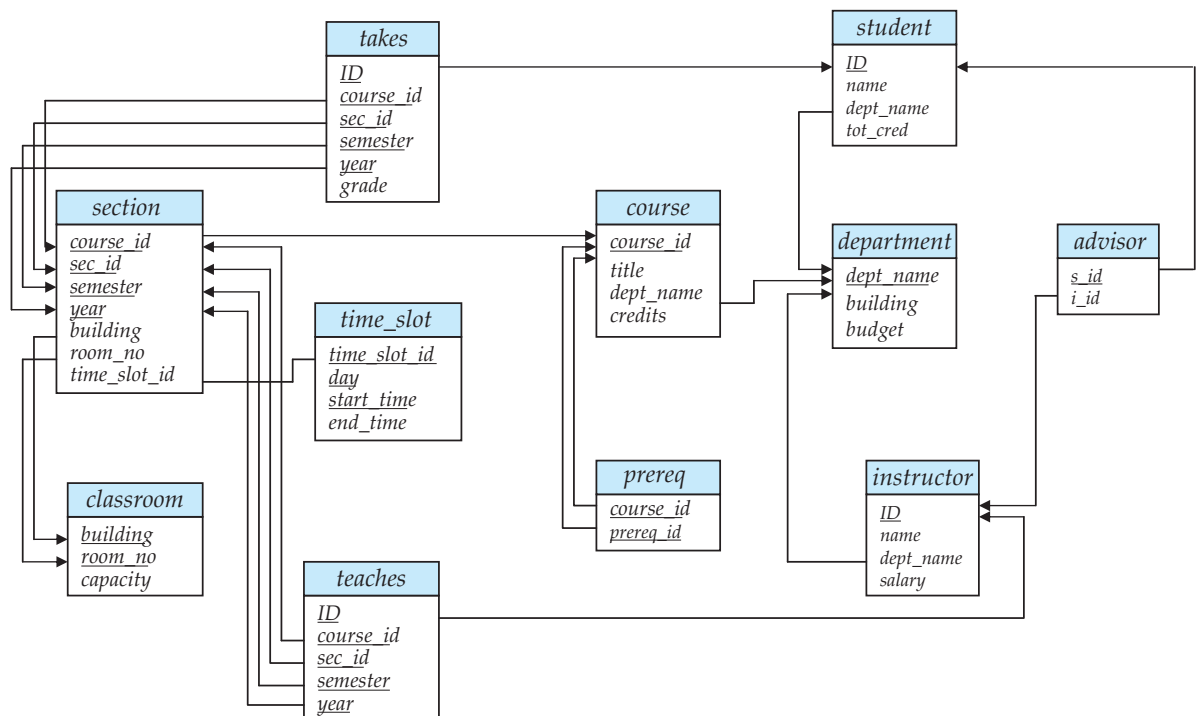 takes
ID
course_id
sec_id
semester
year
grade
student
ID
name
dept_name
tot_cred
section
course_id
sec_id
semester
year
building
room_no
time_slot_id
course
course_id
title
dept_name
credits
department
dept_name
building
budget
advisor
s_id
i_id
time_slot
time_slot_id
day
start_time
end_time
classroom
building
room_no
capacity
prereq
course_id
prereq_id
instructor
ID
name
dept_name
salary
teaches
ID
course_id
sec_id
semester
year